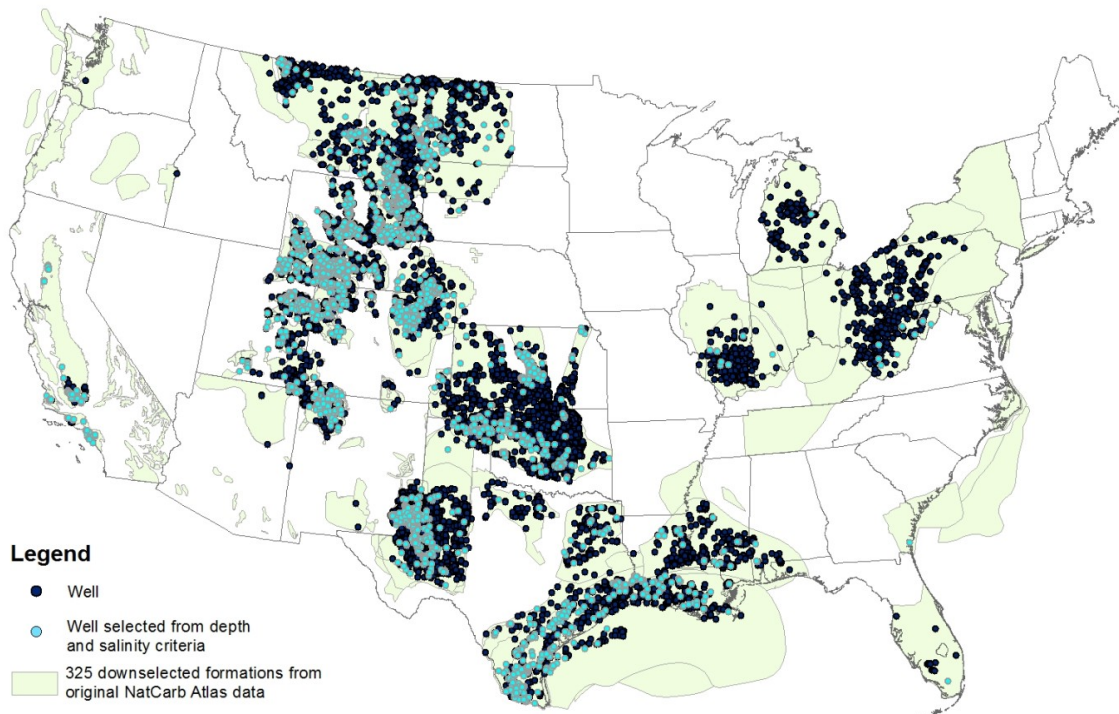 Legend
Well
Well selected from depth
and salinity criteria
325 downselected formations from
original NatCarb Atlas data